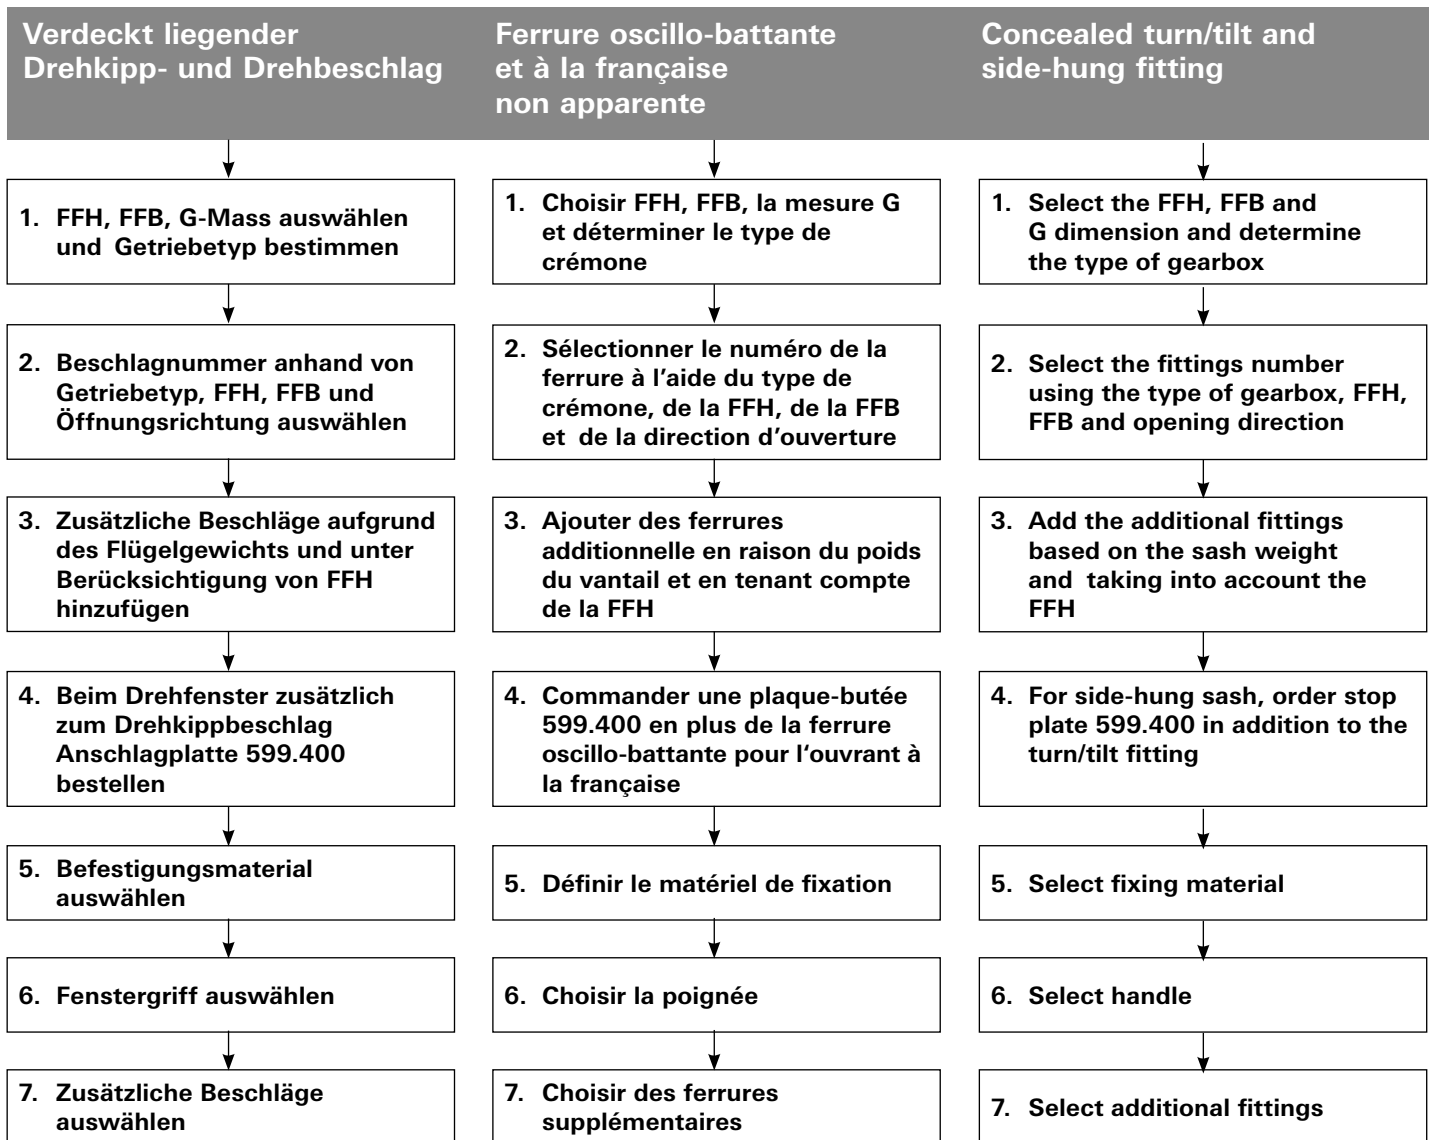 Verdeckt liegender
Drehkipp- und Drehbeschlag
1. FFH, FFB, G-Mass auswählen
und Getriebetyp bestimmen
2. Beschlagnummer anhand von
Getriebetyp, FFH, FFB und
Öffnungsrichtung auswählen
3. Zusätzliche Beschläge aufgrund
des Flügelgewichts und unter
Berücksichtigung von FFH
hinzufügen
4. Beim Drehfenster zusätzlich
zum Drehkippbeschlag
Anschlagplatte 599.400
bestellen
5. Befestigungsmaterial
auswählen
6. Fenstergriff auswählen
7. Zusätzliche Beschläge
auswählen
Ferrure oscillo-battante
et à la française
non apparente
1. Choisir FFH, FFB, la mesure G
et déterminer le type de
crémone
2. Sélectionner le numéro de la
ferrure à l’aide du type de
crémone, de la FFH, de la FFB
et de la direction d’ouverture
3. Ajouter des ferrures
additionnelle en raison du poids
du vantail et en tenant compte
de la FFH
4. Commander une plaque-butée
599.400 en plus de la ferrure
oscillo-battante pour l‘ouvrant à
la française
5. Définir le matériel de fixation
6. Choisir la poignée
7. Choisir des ferrures
supplémentaires
Concealed turn/tilt and
side-hung fitting
1. Select the FFH, FFB and
G dimension and determine
the type of gearbox
2. Select the fittings number
using the type of gearbox, FFH,
FFB and opening direction
3. Add the additional fittings
based on the sash weight
and taking into account the
FFH
4. For side-hung sash, order stop
plate 599.400 in addition to the
turn/tilt fitting
5. Select fixing material
6. Select handle
7. Select additional fittings